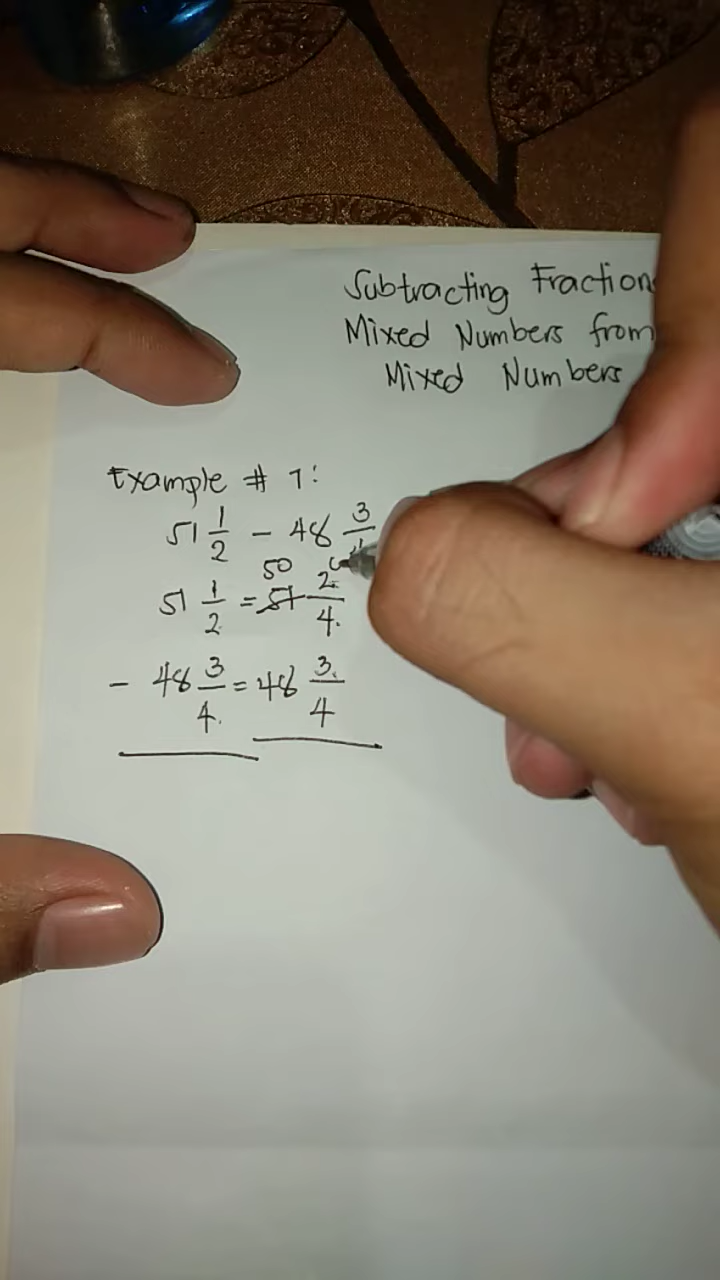 Subtracting Fraction
Mixed Numbers from
Mixed Numbers
Example # 1:
51 1/2 - 48 3/
50
51 1/2 = 51 2/4
- 48 3/4 = 48 3/4